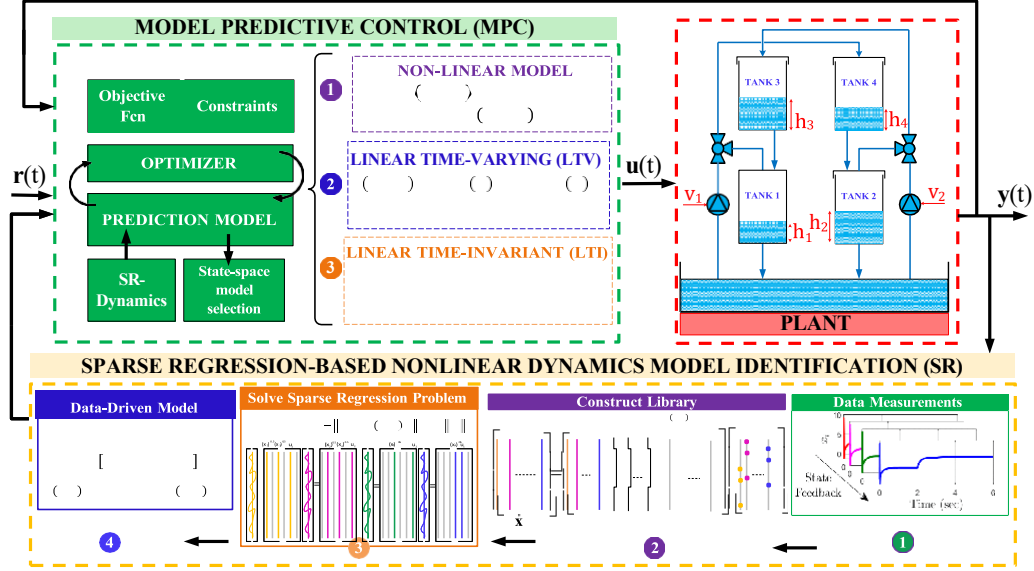 MODEL PREDICTIVE CONTROL (MPC)
Objective
Fcn
Constraints
OPTIMIZER
PREDICTION MODEL
SR-
Dynamics
State-space
model
selection
r(t)
1
NON-LINEAR MODEL
2
LINEAR TIME-VARYING (LTV)
3
LINEAR TIME-INVARIANT (LTI)
u(t)
TANK 3
TANK 4
h3
h4
TANK 1
TANK 2
v1
v2
h1
h2
PLANT
y(t)
SPARSE REGRESSION-BASED NONLINEAR DYNAMICS MODEL IDENTIFICATION (SR)
Data-Driven Model
4
Solve Sparse Regression Problem
3
Construct Library
ẋ
2
Data Measurements
10
5
0
State
Feedback
0 2 4 6
Time (sec)
1